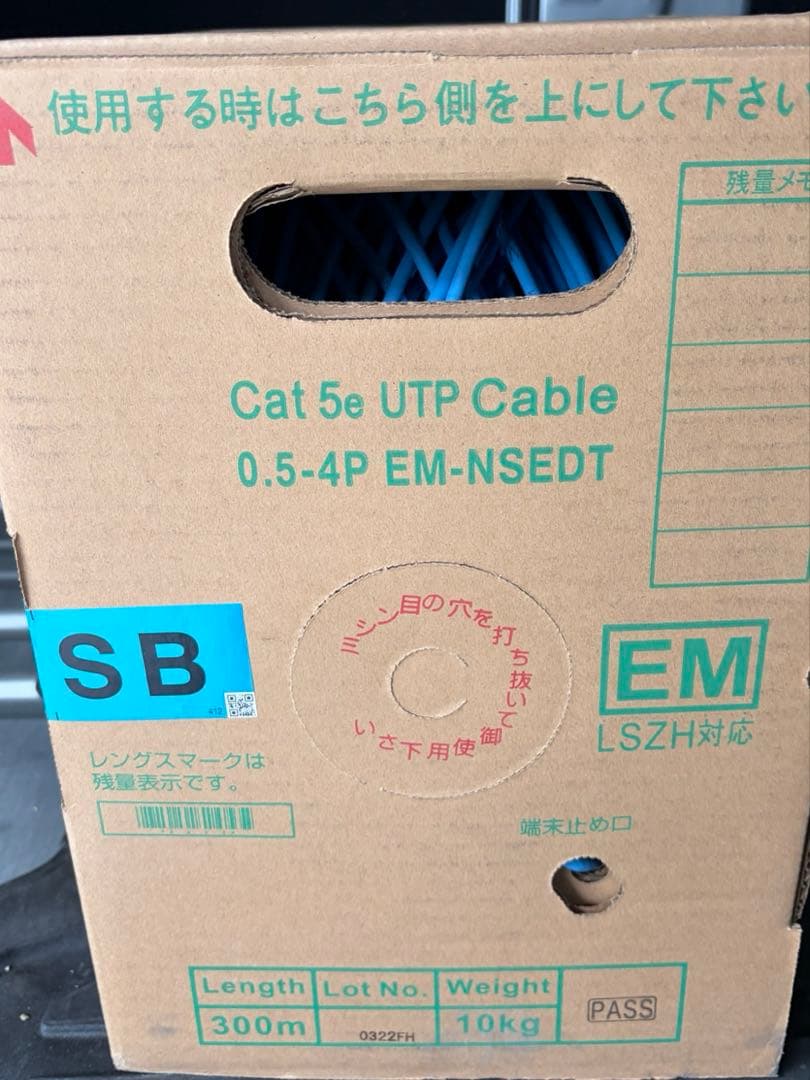 使用する時はこちら側を上にして下さい
残量メモ
Cat 5e UTP Cable
0.5-4P EM-NSEDT
ミシン目の穴を打ち抜いて御使用下さい
SB
412
EM
LSZH対応
レングスマークは
残量表示です。
端末止め口
Length Lot No. Weight
300m 0322FH 10kg PASS